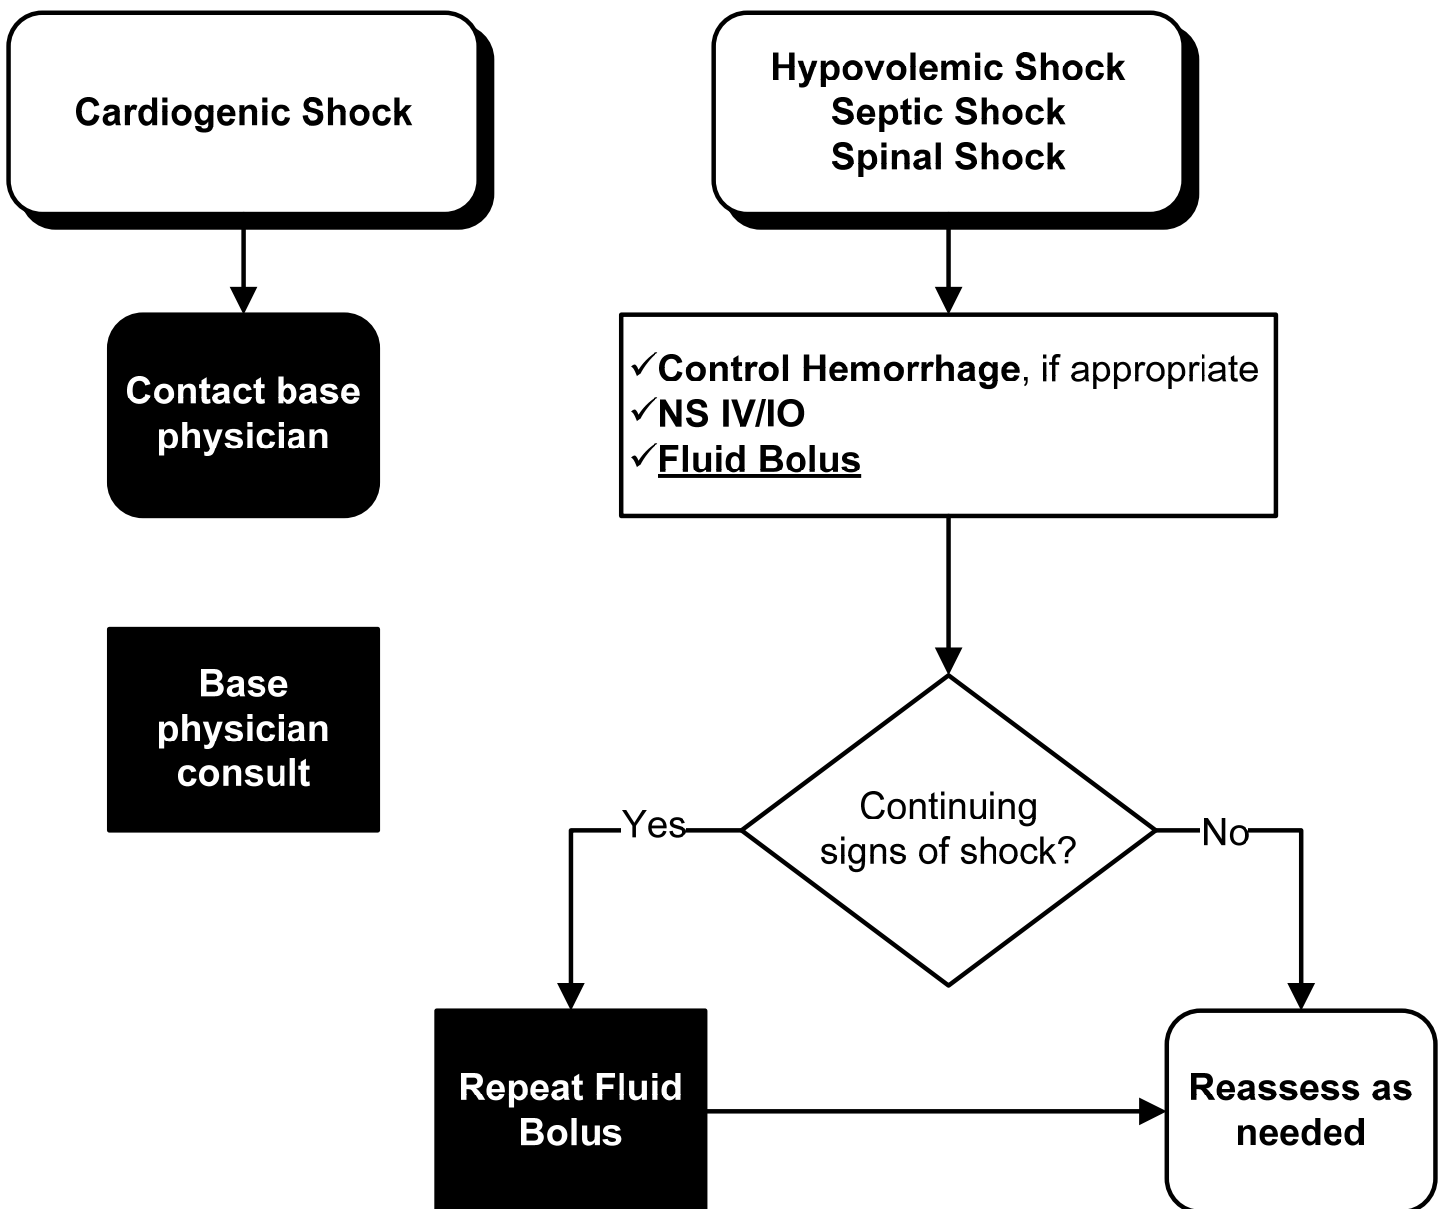 Cardiogenic Shock
Hypovolemic Shock
Septic Shock
Spinal Shock
Contact base
physician
✓Control Hemorrhage, if appropriate
✓NS IV/IO
✓Fluid Bolus
Base
physician
consult
Continuing
signs of shock?
Yes
No
Repeat Fluid
Bolus
Reassess as
needed